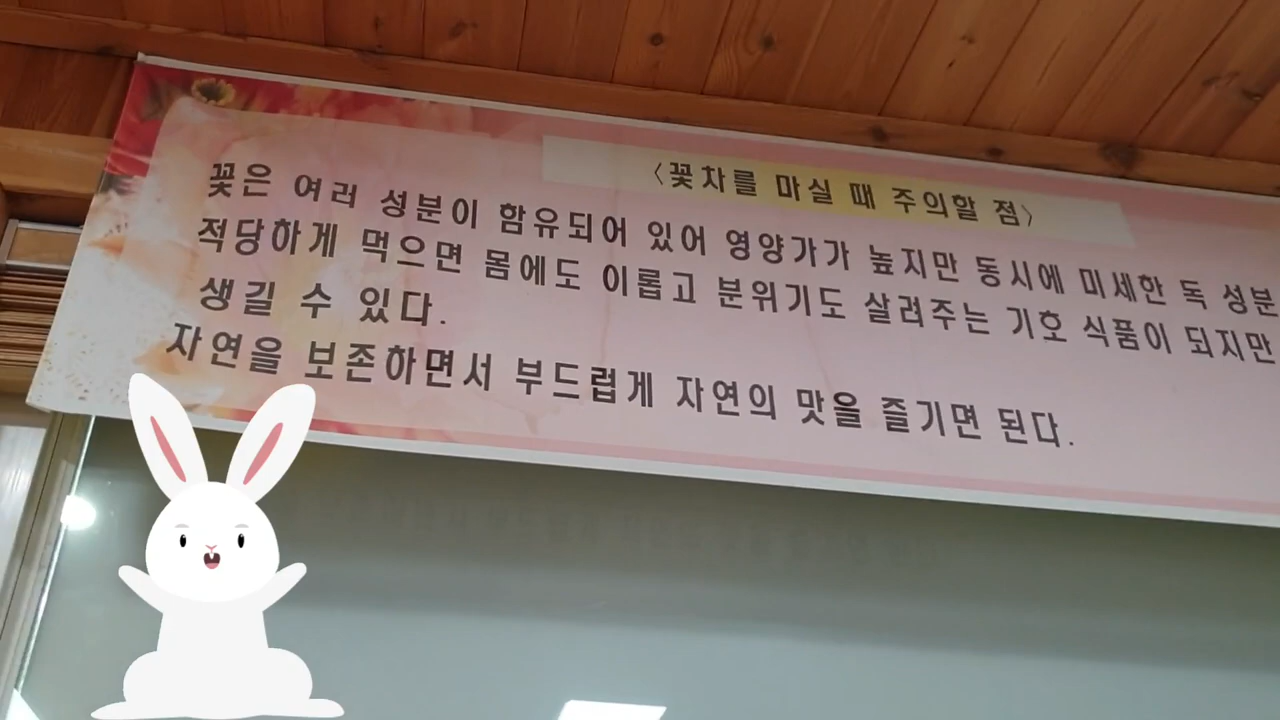 <꽃차를 마실 때 주의할 점>
꽃은 여러 성분이 함유되어 있어 영양가가 높지만 동시에 미세한 독 성분
적당하게 먹으면 몸에도 이롭고 분위기도 살려주는 기호 식품이 되지만
생길 수 있다.
자연을 보존하면서 부드럽게 자연의 맛을 즐기면 된다.